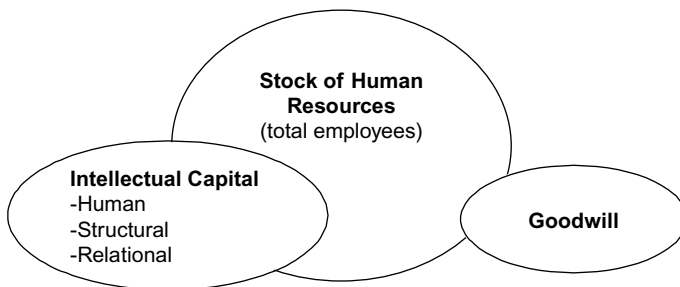 Stock of Human
Resources
(total employees)
Intellectual Capital
-Human
-Structural
-Relational
Goodwill